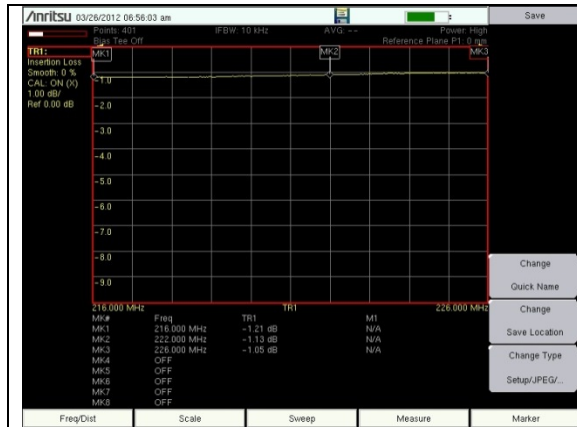 Anritsu 03/26/2012 06:56:03 am
Save
Points: 401 IFBW: 10 kHz AVG: -- Power: High
Bias Tee Off Reference Plane P1: 0 mm
TR1:
Insertion Loss
Smooth: 0 %
CAL: ON (X)
1.00 dB/
Ref 0.00 dB
MK1 MK2 MK3
-1.0
-2.0
-3.0
-4.0
-5.0
-6.0
-7.0
-8.0
-9.0
216.000 MHz TR1 226.000 MHz
MK# Freq TR1 M1
MK1 216.000 MHz -1.21 dB N/A
MK2 222.000 MHz -1.13 dB N/A
MK3 226.000 MHz -1.05 dB N/A
MK4 OFF
MK5 OFF
MK6 OFF
MK7 OFF
MK8 OFF
Change
Quick Name
Change
Save Location
Change Type
Setup/JPEG/...
Freq/Dist Scale Sweep Measure Marker